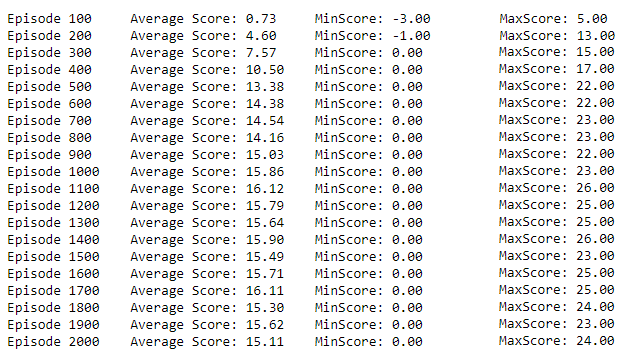 Episode 100 Average Score: 0.73 MinScore: -3.00 MaxScore: 5.00
Episode 200 Average Score: 4.60 MinScore: -1.00 MaxScore: 13.00
Episode 300 Average Score: 7.57 MinScore: 0.00 MaxScore: 15.00
Episode 400 Average Score: 10.50 MinScore: 0.00 MaxScore: 17.00
Episode 500 Average Score: 13.38 MinScore: 0.00 MaxScore: 22.00
Episode 600 Average Score: 14.38 MinScore: 0.00 MaxScore: 22.00
Episode 700 Average Score: 14.54 MinScore: 0.00 MaxScore: 23.00
Episode 800 Average Score: 14.16 MinScore: 0.00 MaxScore: 23.00
Episode 900 Average Score: 15.03 MinScore: 0.00 MaxScore: 22.00
Episode 1000 Average Score: 15.86 MinScore: 0.00 MaxScore: 23.00
Episode 1100 Average Score: 16.12 MinScore: 0.00 MaxScore: 26.00
Episode 1200 Average Score: 15.79 MinScore: 0.00 MaxScore: 25.00
Episode 1300 Average Score: 15.64 MinScore: 0.00 MaxScore: 25.00
Episode 1400 Average Score: 15.90 MinScore: 0.00 MaxScore: 26.00
Episode 1500 Average Score: 15.49 MinScore: 0.00 MaxScore: 23.00
Episode 1600 Average Score: 15.71 MinScore: 0.00 MaxScore: 25.00
Episode 1700 Average Score: 16.11 MinScore: 0.00 MaxScore: 25.00
Episode 1800 Average Score: 15.30 MinScore: 0.00 MaxScore: 24.00
Episode 1900 Average Score: 15.62 MinScore: 0.00 MaxScore: 23.00
Episode 2000 Average Score: 15.11 MinScore: 0.00 MaxScore: 24.00